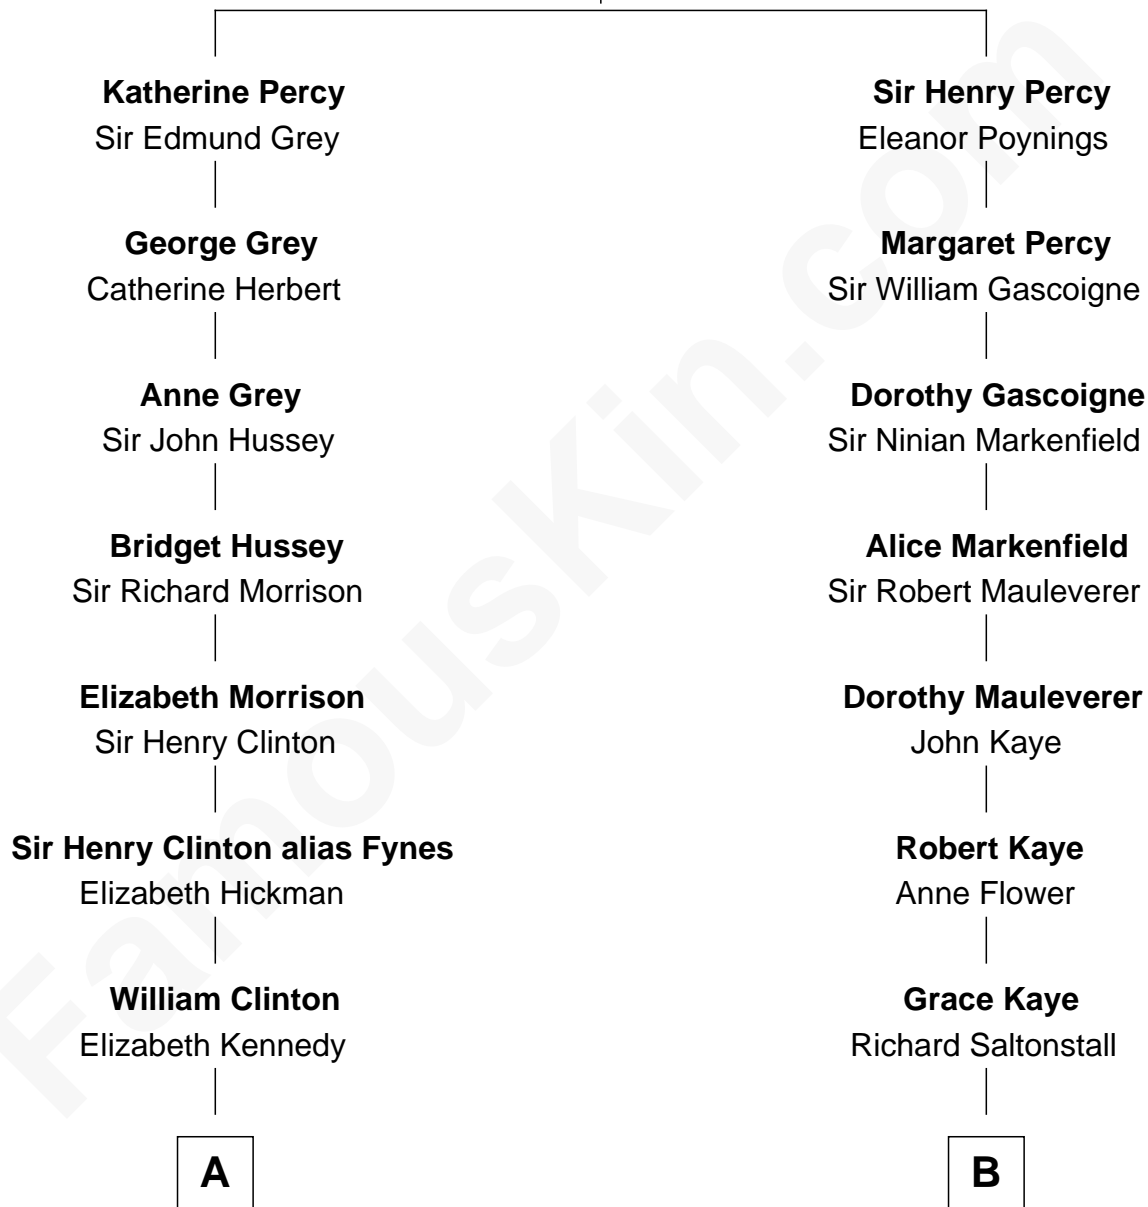 Katherine Percy
Sir Edmund Grey
George Grey
Catherine Herbert
Anne Grey
Sir John Hussey
Bridget Hussey
Sir Richard Morrison
Elizabeth Morrison
Sir Henry Clinton
Sir Henry Clinton alias Fynes
Elizabeth Hickman
William Clinton
Elizabeth Kennedy
A
Sir Henry Percy
Eleanor Poynings
Margaret Percy
Sir William Gascoigne
Dorothy Gascoigne
Sir Ninian Markenfield
Alice Markenfield
Sir Robert Mauleverer
Dorothy Mauleverer
John Kaye
Robert Kaye
Anne Flower
Grace Kaye
Richard Saltonstall
B
FamousKin.com